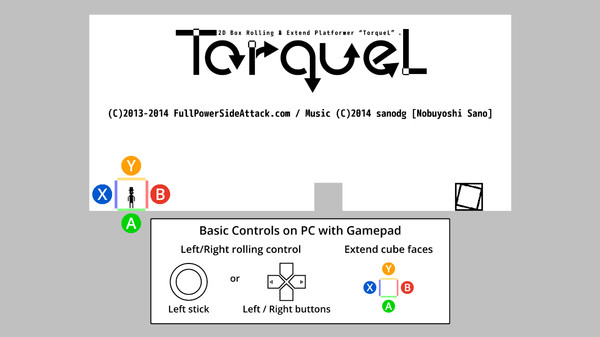 2D Box Rolling & Extend Platformer "TorqueL".
TorqueL
(C)2013-2014 FullPowerSideAttack.com / Music (C)2014 sanodg [Nobuyoshi Sano]
Y
X B
A
Basic Controls on PC with Gamepad
Left/Right rolling control Extend cube faces
or
Y
X B
A
Left stick Left / Right buttons